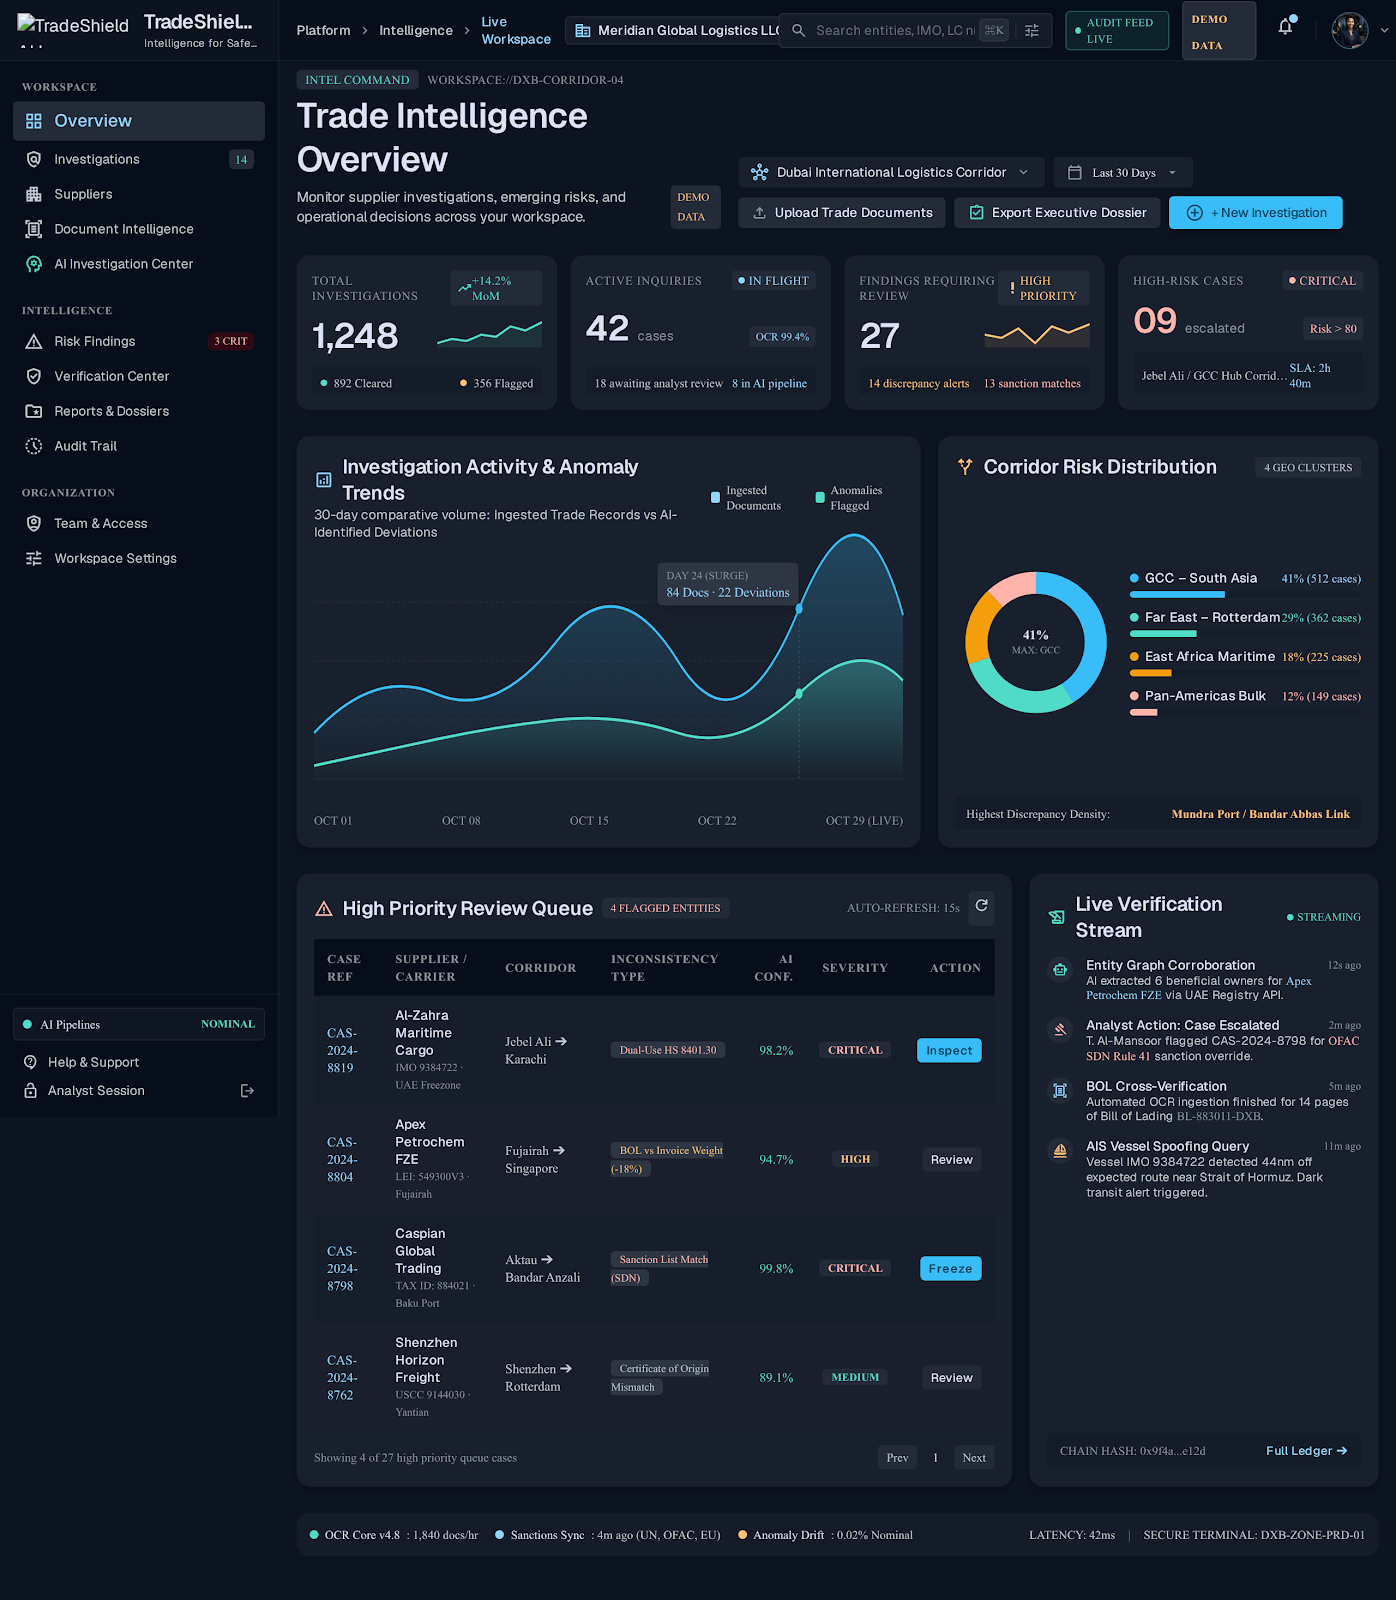 TradeShield
TradeShiel...
Intelligence for Safe...
WORKSPACE
Overview
Investigations
14
Suppliers
Document Intelligence
AI Investigation Center
INTELLIGENCE
Risk Findings
3 CRIT
Verification Center
Reports & Dossiers
Audit Trail
ORGANIZATION
Team & Access
Workspace Settings
AI Pipelines
NOMINAL
Help & Support
Analyst Session
Platform
Intelligence
Live
Workspace
Meridian Global Logistics LLC
Search entities, IMO, LC nu
⌘K
AUDIT FEED
LIVE
DEMO
DATA
INTEL COMMAND
WORKSPACE://DXB-CORRIDOR-04
Trade Intelligence
Overview
Monitor supplier investigations, emerging risks, and
operational decisions across your workspace.
DEMO
DATA
Dubai International Logistics Corridor
Last 30 Days
Upload Trade Documents
Export Executive Dossier
+ New Investigation
TOTAL
INVESTIGATIONS
+14.2%
MoM
1,248
892 Cleared
356 Flagged
ACTIVE INQUIRIES
IN FLIGHT
42 cases
OCR 99.4%
18 awaiting analyst review
8 in AI pipeline
FINDINGS REQUIRING
REVIEW
HIGH
PRIORITY
27
14 discrepancy alerts
13 sanction matches
HIGH-RISK CASES
CRITICAL
09 escalated
Risk > 80
Jebel Ali / GCC Hub Corrid...
SLA: 2h
40m
Investigation Activity & Anomaly
Trends
30-day comparative volume: Ingested Trade Records vs AI-
Identified Deviations
Ingested
Documents
Anomalies
Flagged
DAY 24 (SURGE)
84 Docs · 22 Deviations
OCT 01
OCT 08
OCT 15
OCT 22
OCT 29 (LIVE)
Corridor Risk Distribution
4 GEO CLUSTERS
41%
MAX: GCC
GCC – South Asia
41% (512 cases)
Far East – Rotterdam
29% (362 cases)
East Africa Maritime
18% (225 cases)
Pan-Americas Bulk
12% (149 cases)
Highest Discrepancy Density:
Mundra Port / Bandar Abbas Link
High Priority Review Queue
4 FLAGGED ENTITIES
AUTO-REFRESH: 15s
CASE
REF
SUPPLIER /
CARRIER
CORRIDOR
INCONSISTENCY
TYPE
AI
CONF.
SEVERITY
ACTION
CAS-
2024-
8819
Al-Zahra
Maritime
Cargo
IMO 9384722 ·
UAE Freezone
Jebel Ali →
Karachi
Dual-Use HS 8401.30
98.2%
CRITICAL
Inspect
CAS-
2024-
8804
Apex
Petrochem
FZE
LEI: 549300V3 ·
Fujairah
Fujairah →
Singapore
BOL vs Invoice Weight
(-18%)
94.7%
HIGH
Review
CAS-
2024-
8798
Caspian
Global
Trading
TAX ID: 884021 ·
Baku Port
Aktau →
Bandar Anzali
Sanction List Match
(SDN)
99.8%
CRITICAL
Freeze
CAS-
2024-
8762
Shenzhen
Horizon
Freight
USCC 9144030 ·
Yantian
Shenzhen →
Rotterdam
Certificate of Origin
Mismatch
89.1%
MEDIUM
Review
Showing 4 of 27 high priority queue cases
Prev
1
Next
Live Verification
Stream
STREAMING
Entity Graph Corroboration
12s ago
AI extracted 6 beneficial owners for Apex
Petrochem FZE via UAE Registry API.
Analyst Action: Case Escalated
2m ago
T. Al-Mansoor flagged CAS-2024-8798 for OFAC
SDN Rule 41 sanction override.
BOL Cross-Verification
5m ago
Automated OCR ingestion finished for 14 pages
of Bill of Lading BL-883011-DXB.
AIS Vessel Spoofing Query
11m ago
Vessel IMO 9384722 detected 44nm off
expected route near Strait of Hormuz. Dark
transit alert triggered.
CHAIN HASH: 0x9f4a...e12d
Full Ledger →
OCR Core v4.8 : 1,840 docs/hr
Sanctions Sync : 4m ago (UN, OFAC, EU)
Anomaly Drift : 0.02% Nominal
LATENCY: 42ms
|
SECURE TERMINAL: DXB-ZONE-PRD-01